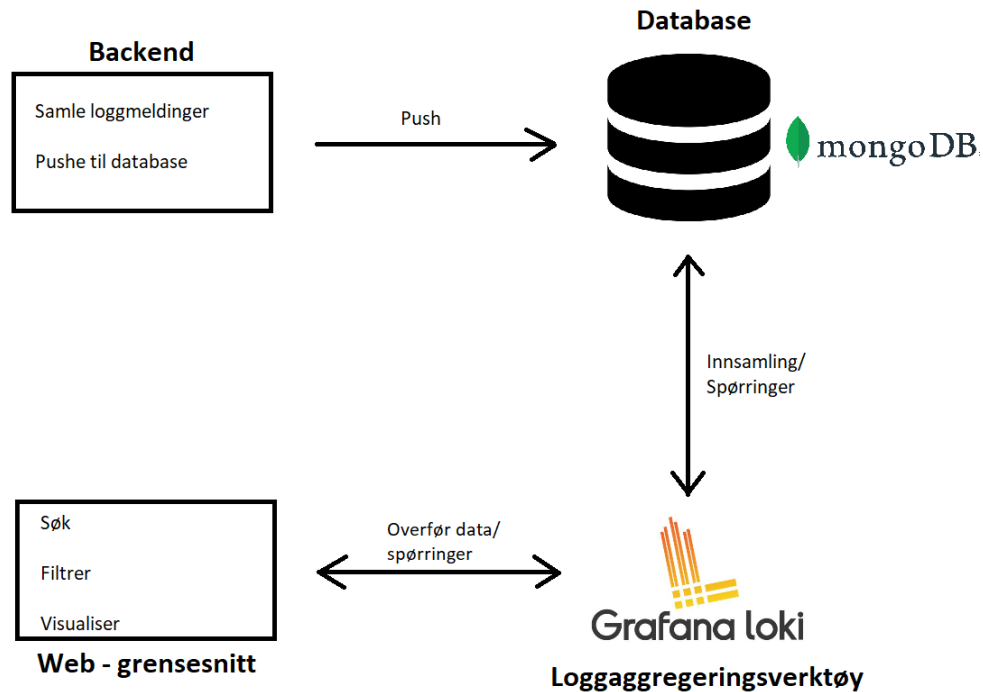 Backend
Samle loggmeldinger
Pushe til database
Push
Database
mongoDB
Innsamling/
Spørringer
Søk
Filtrer
Visualiser
Web - grensesnitt
Overfør data/
spørringer
Grafana loki
Loggaggregeringsverktøy